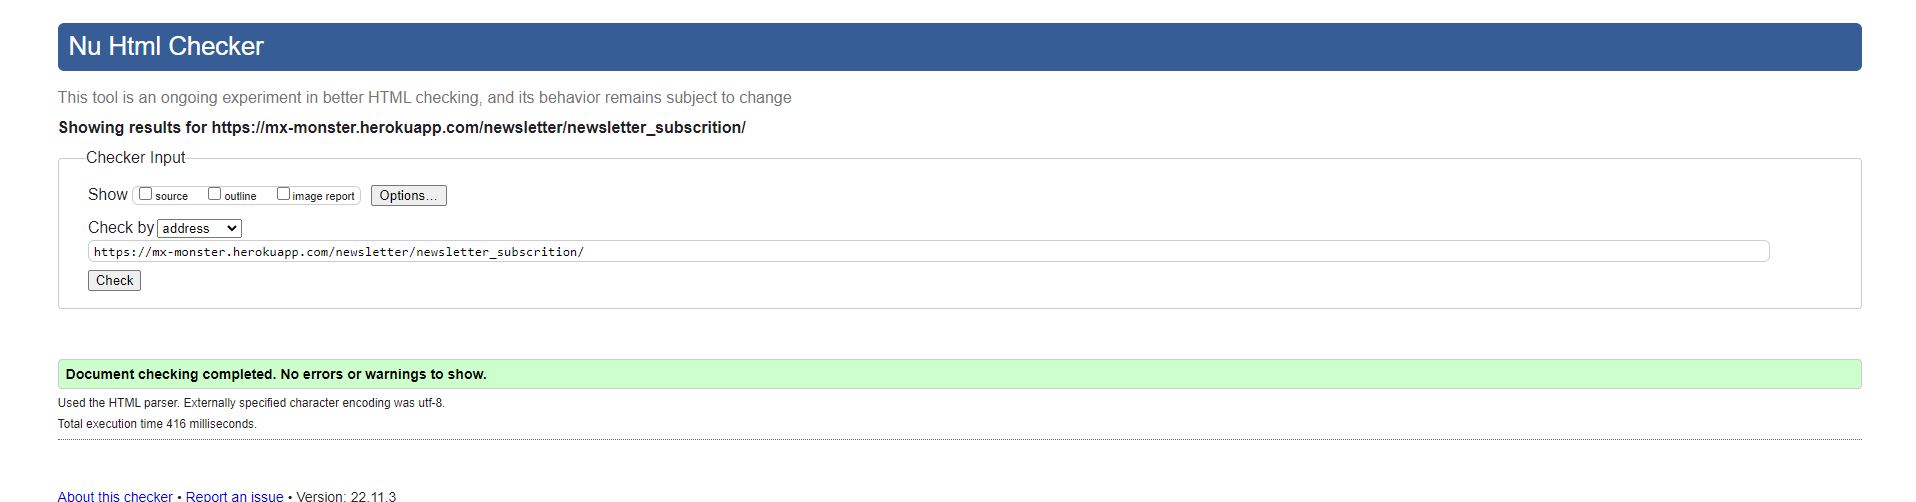 Nu Html Checker
This tool is an ongoing experiment in better HTML checking, and its behavior remains subject to change
Showing results for https://mx-monster.herokuapp.com/newsletter/newsletter_subscrition/
Checker Input
Show source outline image report Options...
Check by address
https://mx-monster.herokuapp.com/newsletter/newsletter_subscrition/
Check
Document checking completed. No errors or warnings to show.
Used the HTML parser. Externally specified character encoding was utf-8.
Total execution time 416 milliseconds.
About this checker • Report an issue • Version: 22.11.3